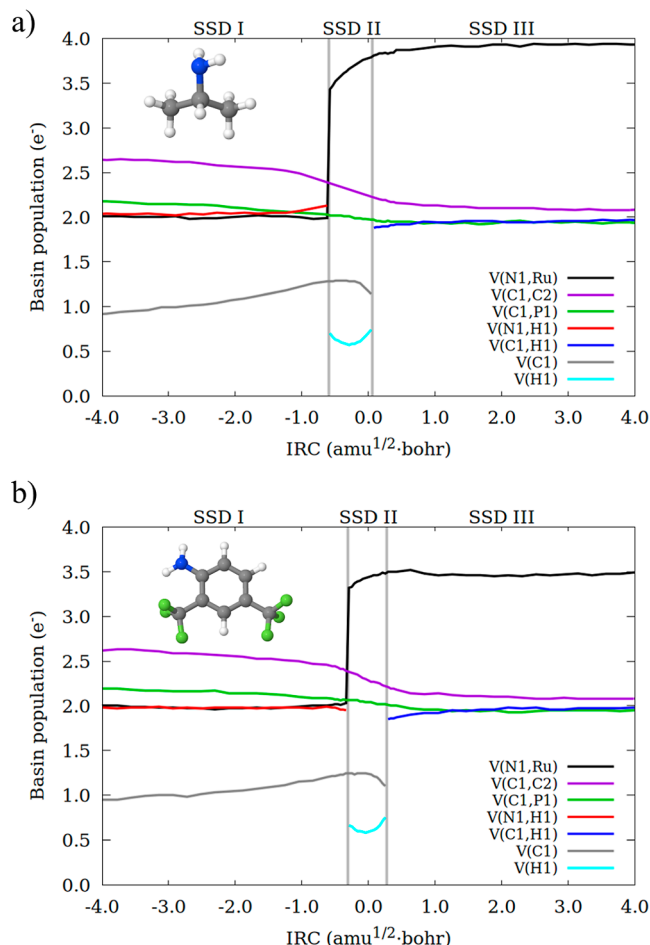 a)
SSD I SSD II SSD III
4.0
3.5
3.0
2.5
2.0
1.5
1.0
0.5
0.0
Basin population (e-)
V(N1,Ru)
V(C1,C2)
V(C1,P1)
V(N1,H1)
V(C1,H1)
V(C1)
V(H1)
-4.0 -3.0 -2.0 -1.0 0.0 1.0 2.0 3.0 4.0
IRC (amu1/2·bohr)
b)
SSD I SSD II SSD III
4.0
3.5
3.0
2.5
2.0
1.5
1.0
0.5
0.0
Basin population (e-)
V(N1,Ru)
V(C1,C2)
V(C1,P1)
V(N1,H1)
V(C1,H1)
V(C1)
V(H1)
-4.0 -3.0 -2.0 -1.0 0.0 1.0 2.0 3.0 4.0
IRC (amu1/2·bohr)